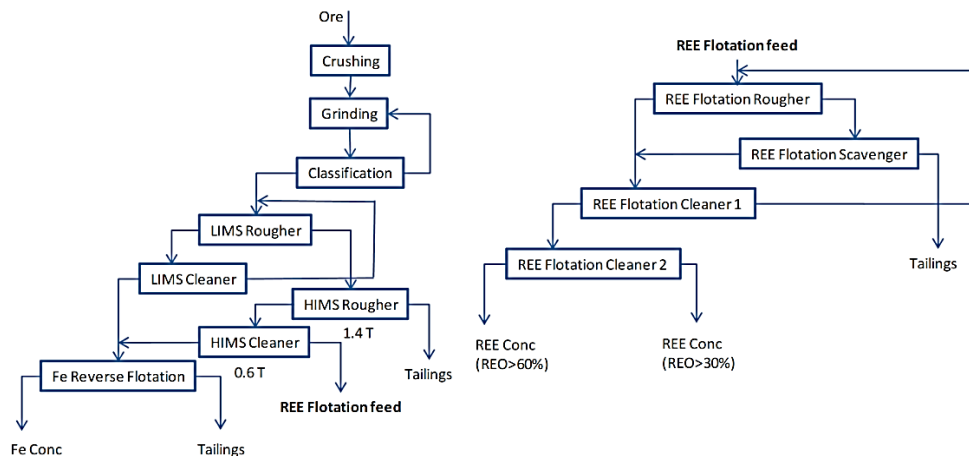 Ore
Crushing
Grinding
Classification
LIMS Rougher
LIMS Cleaner
HIMS Rougher
1.4 T
HIMS Cleaner
0.6 T
Tailings
Fe Reverse Flotation
REE Flotation feed
Fe Conc
Tailings
REE Flotation feed
REE Flotation Rougher
REE Flotation Scavenger
REE Flotation Cleaner 1
REE Flotation Cleaner 2
Tailings
REE Conc
(REO>60%)
REE Conc
(REO>30%)